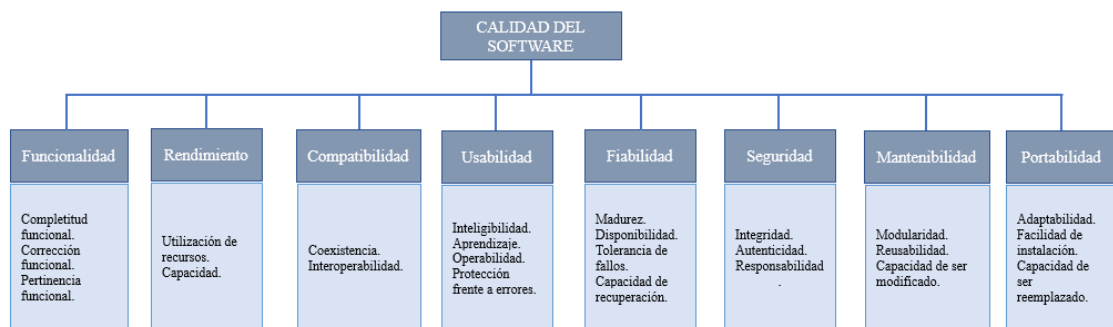 CALIDAD DEL
SOFTWARE
Funcionalidad
Completitud
funcional.
Corrección
funcional.
Pertinencia
funcional.
Rendimiento
Utilización de
recursos.
Capacidad.
Compatibilidad
Coexistencia.
Interoperabilidad.
Usabilidad
Inteligibilidad.
Aprendizaje.
Operabilidad.
Protección
frente a errores.
Fiabilidad
Madurez.
Disponibilidad.
Tolerancia de
fallos.
Capacidad de
recuperación.
Seguridad
Integridad.
Autenticidad.
Responsabilidad
.
Mantenibilidad
Modularidad.
Reusabilidad.
Capacidad de ser
modificado.
Portabilidad
Adaptabilidad.
Facilidad de
instalación.
Capacidad de
ser
reemplazado.